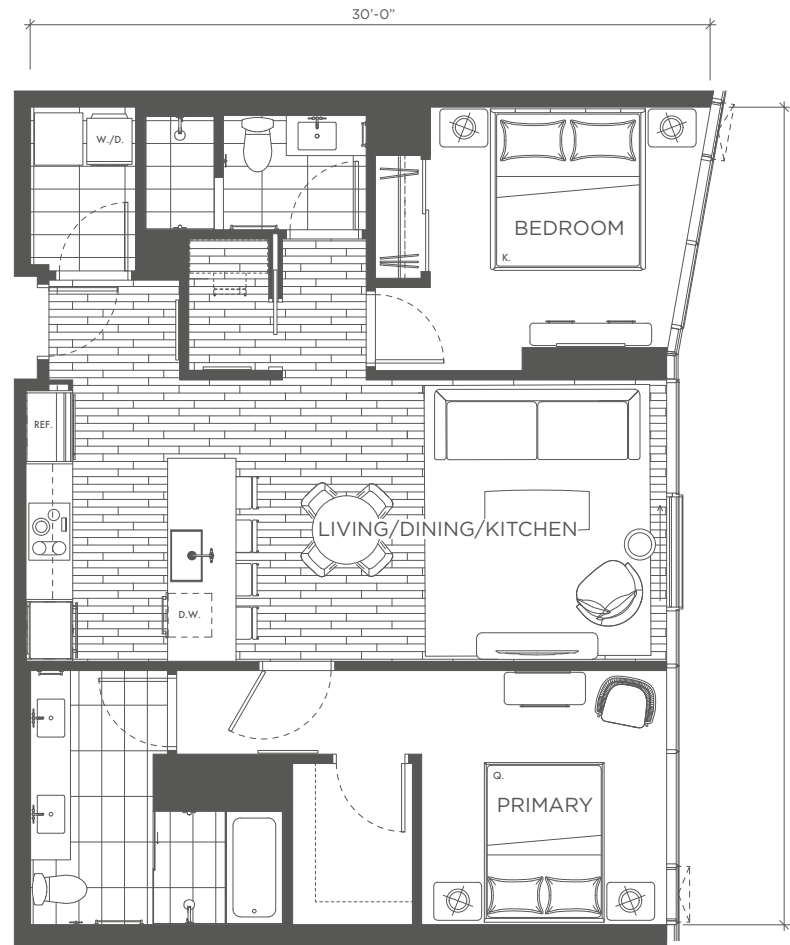 30'-0”
W./D.
BEDROOM
K.
REF.
LIVING/DINING/KITCHEN
D.W.
Q.
PRIMARY